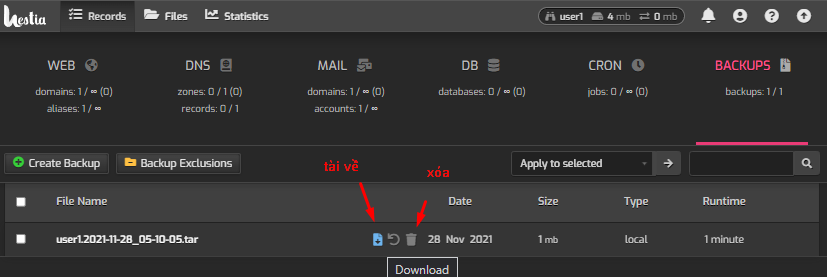 Hestia Records Files Statistics user1 4 mb 0 mb
WEB DNS MAIL DB CRON BACKUPS
domains: 1 / ∞ (0) zones: 0 / 1 (0) domains: 1 / ∞ (0) databases: 0 / ∞ (0) jobs: 0 / ∞ (0) backups: 1 / 1
aliases: 1 / ∞ records: 0 / 1 accounts: 1 / ∞
Create Backup Backup Exclusions Apply to selected
tài về xóa
File Name Date Size Type Runtime
user1.2021-11-28_05-10-05.tar 28 Nov 2021 1 mb local 1 minute
Download